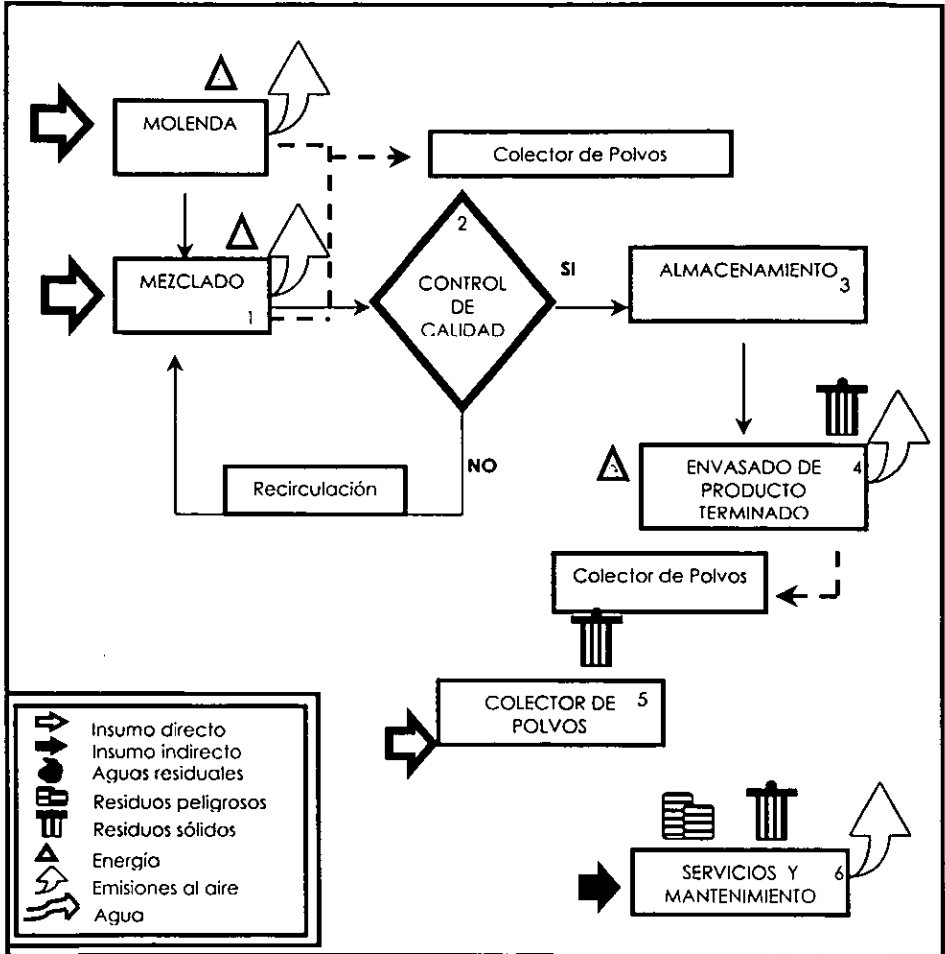 MOLENDA
Colector de Polvos
MEZCLADO
1
2
CONTROL
DE
CALIDAD
SI
ALMACENAMIENTO
3
NO
Recirculación
ENVASADO DE
PRODUCTO
TERMINADO
4
Colector de Polvos
COLECTOR DE
POLVOS
5
Insumo directo
Insumo indirecto
Aguas residuales
Residuos peligrosos
Residuos sólidos
Energía
Emisiones al aire
Agua
SERVICIOS Y
MANTENIMIENTO
6